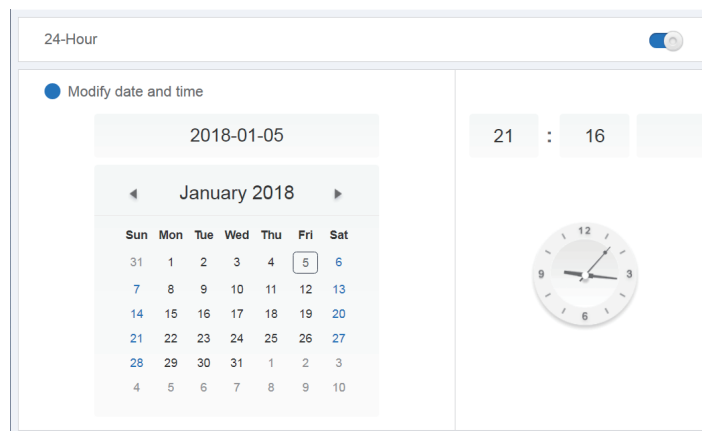 24-Hour
Modify date and time
2018-01-05
January 2018
Sun Mon Tue Wed Thu Fri Sat
31 1 2 3 4 5 6
7 8 9 10 11 12 13
14 15 16 17 18 19 20
21 22 23 24 25 26 27
28 29 30 31 1 2 3
4 5 6 7 8 9 10
21 : 16
12
9 3
6